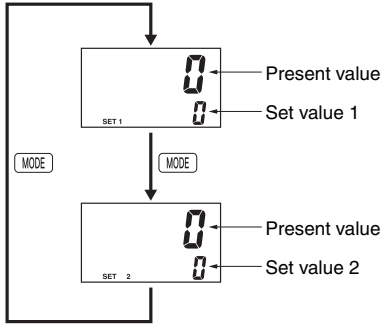 0
Present value
0
Set value 1
SET 1
MODE
MODE
0
Present value
0
Set value 2
SET 2